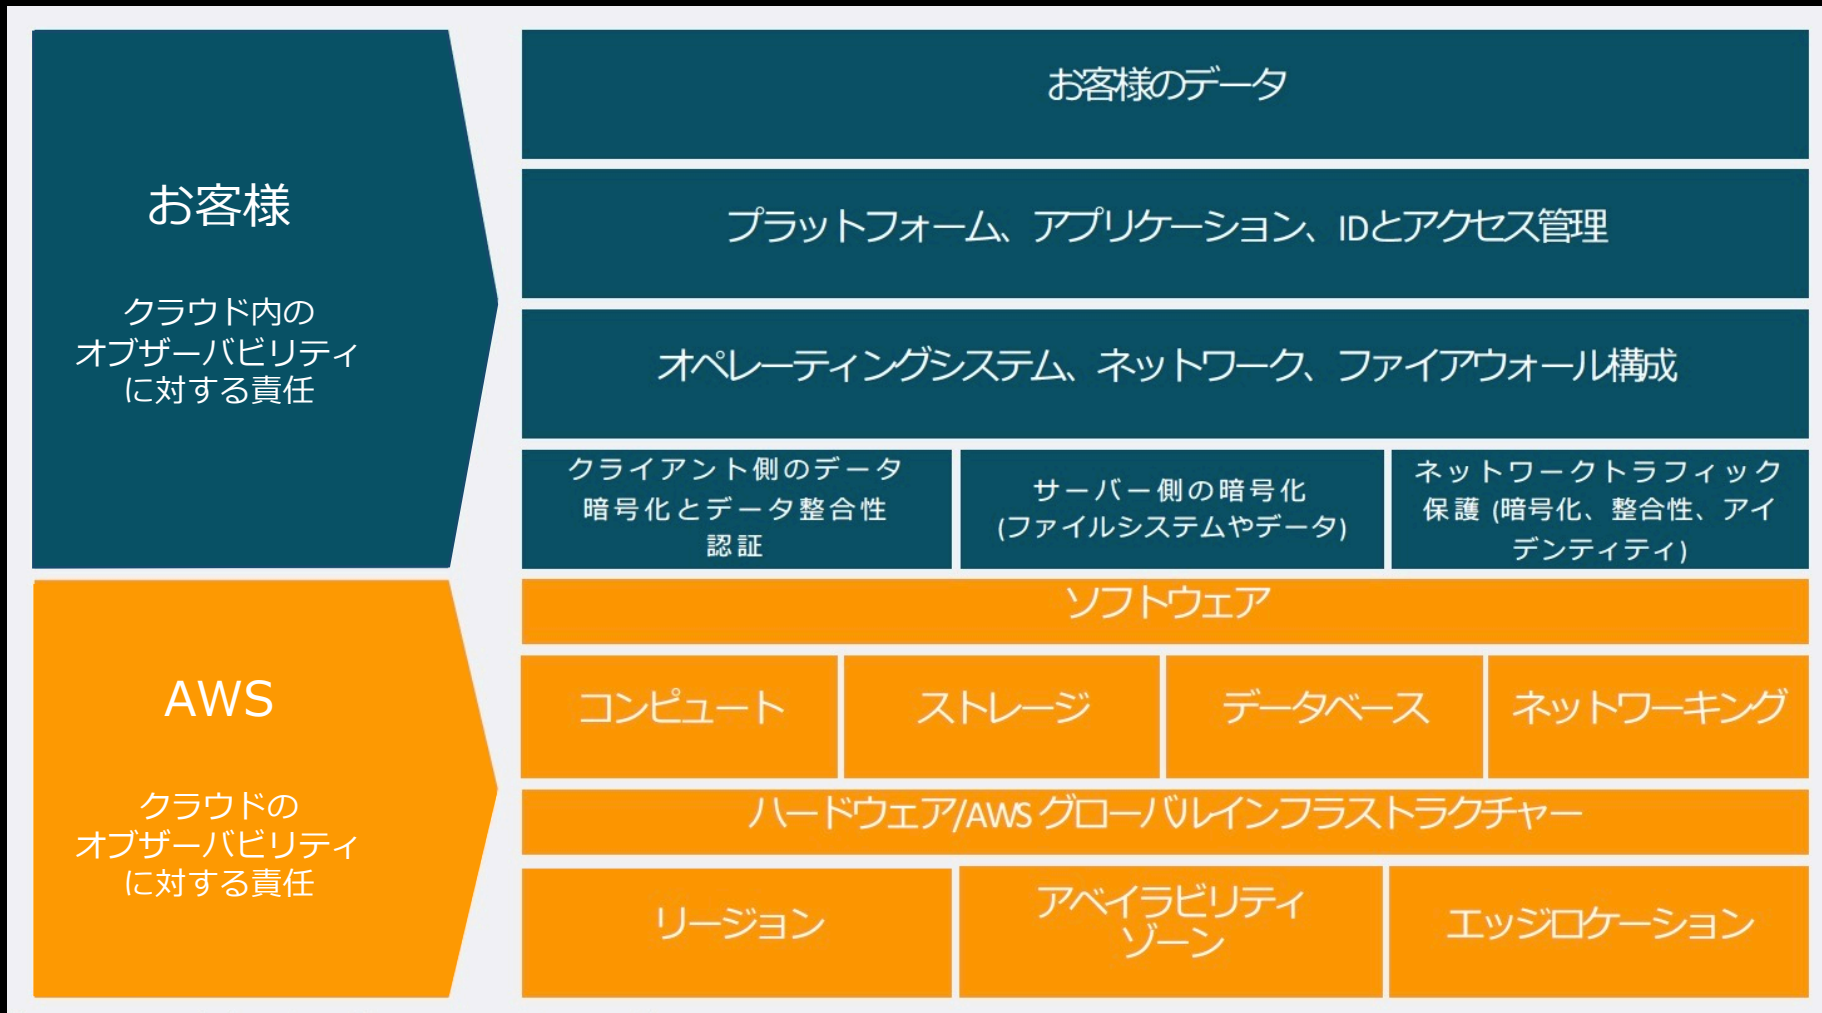 お客様
クラウド内の
オブザーバビリティ
に対する責任
お客様のデータ
プラットフォーム、アプリケーション、IDとアクセス管理
オペレーティングシステム、ネットワーク、ファイアウォール構成
クライアント側のデータ
暗号化とデータ整合性
認証
サーバー側の暗号化
(ファイルシステムやデータ)
ネットワークトラフィック
保護 (暗号化、整合性、アイ
デンティティ)
AWS
クラウドの
オブザーバビリティ
に対する責任
ソフトウェア
コンピュート
ストレージ
データベース
ネットワーキング
ハードウェア/AWS グローバルインフラストラクチャー
リージョン
アベイラビリティ
ゾーン
エッジロケーション